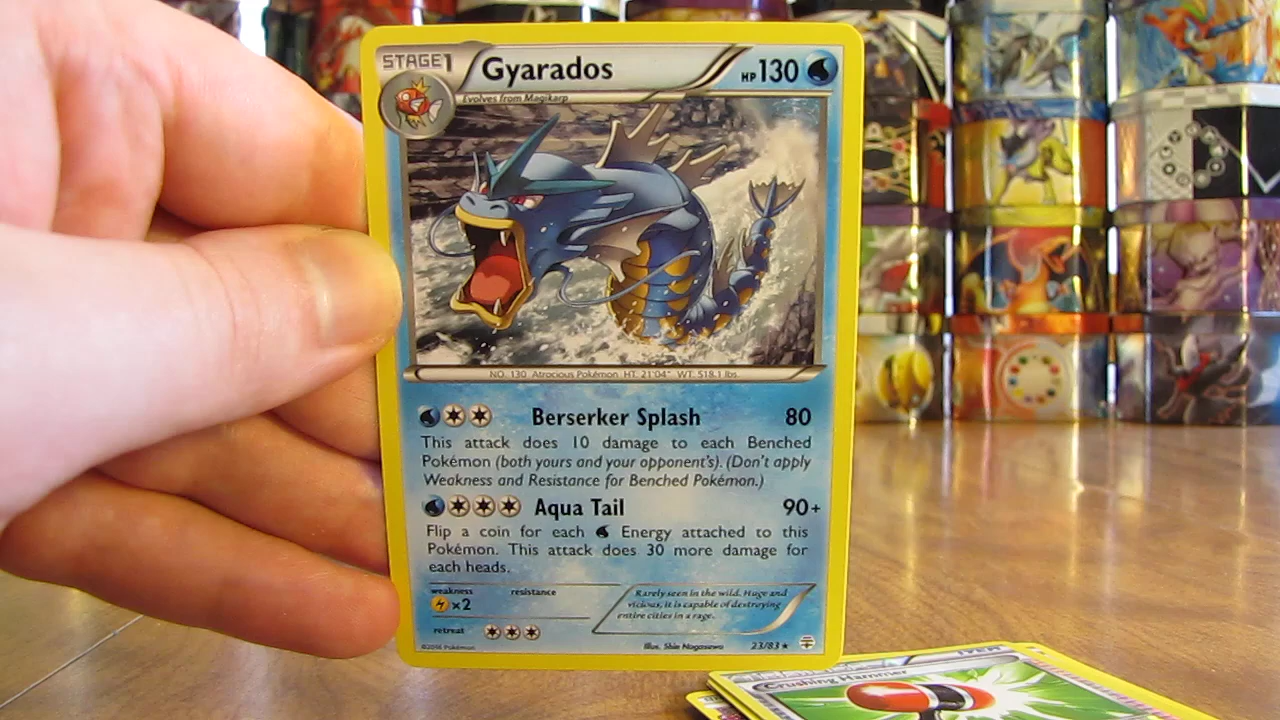 STAGE1
Gyarados
HP130
Evolves from Magikarp
NO. 130 Atrocious Pokémon HT: 21'04" WT: 518.1 lbs.
Berserker Splash 80
This attack does 10 damage to each Benched
Pokémon (both yours and your opponent's). (Don't apply
Weakness and Resistance for Benched Pokémon.)
Aqua Tail 90+
Flip a coin for each Energy attached to this
Pokémon. This attack does 30 more damage for
each heads.
weakness resistance
×2
retreat
Rarely seen in the wild. Huge and
vicious, it is capable of destroying
entire cities in a rage.
©2016 Pokémon
Illus. Shin Nagasawa
23/83
Crushing Hammer
ITEM